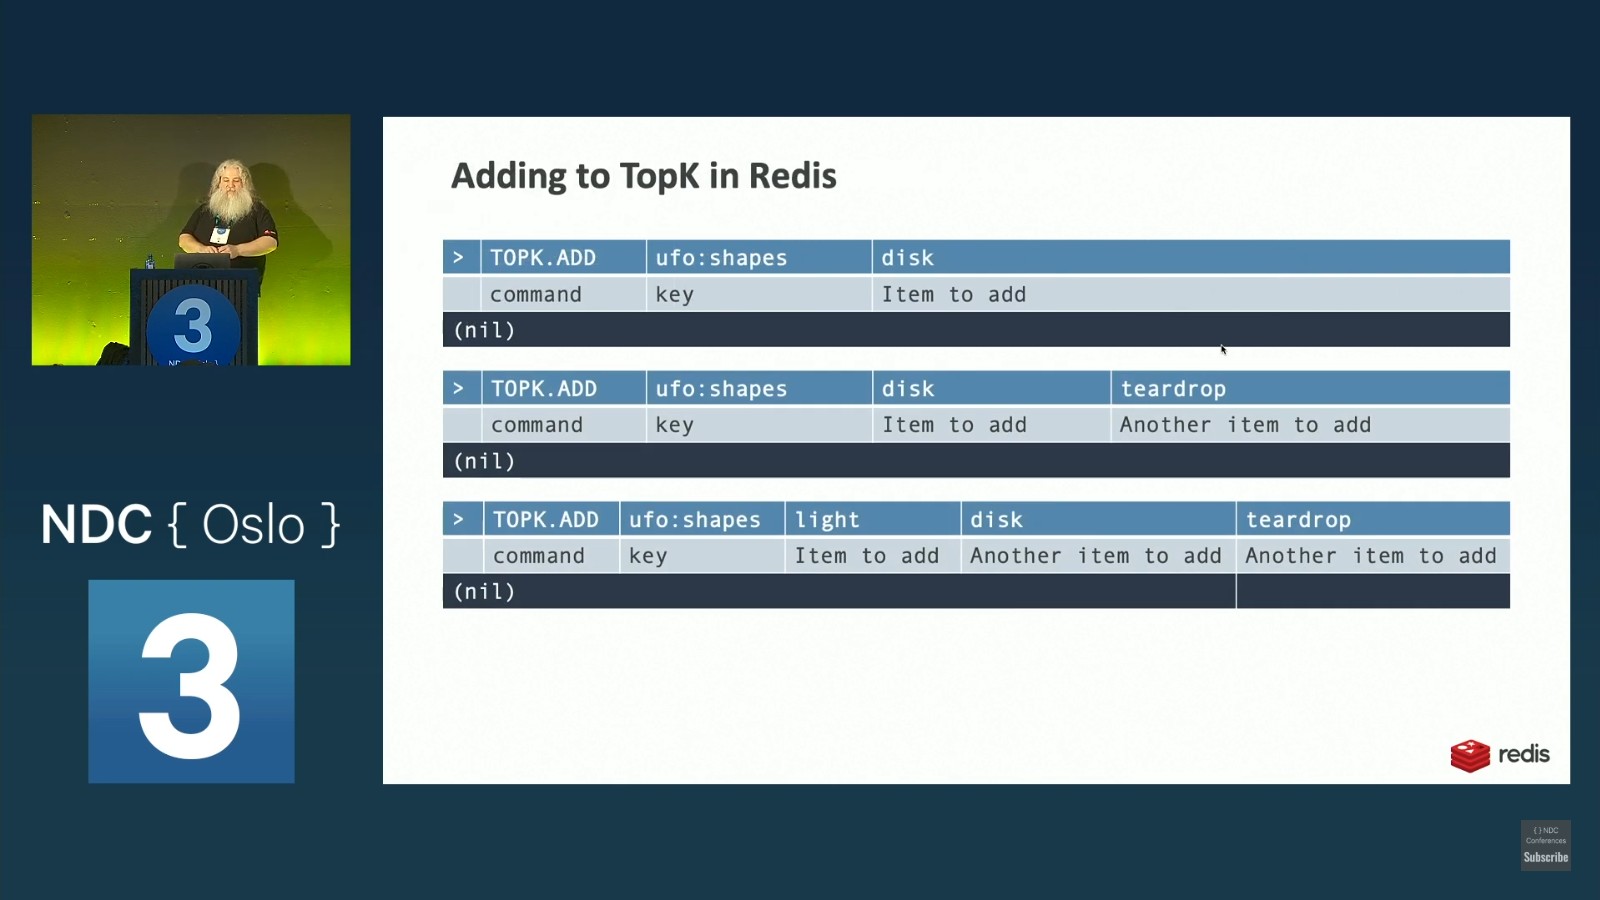 Adding to TopK in Redis
> TOPK.ADD ufo:shapes disk
command key Item to add
(nil)
> TOPK.ADD ufo:shapes disk teardrop
command key Item to add Another item to add
(nil)
> TOPK.ADD ufo:shapes light disk teardrop
command key Item to add Another item to add Another item to add
(nil)
redis
3
NDC { Oslo }
3
{ } NDC
Conferences
Subscribe